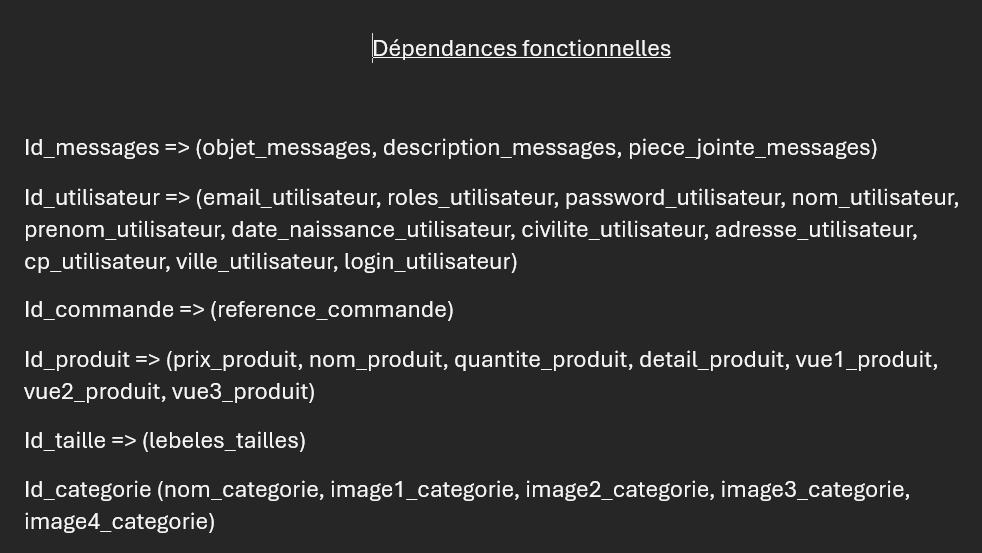 Dépendances fonctionnelles
Id_messages => (objet_messages, description_messages, piece_jointe_messages)
Id_utilisateur => (email_utilisateur, roles_utilisateur, password_utilisateur, nom_utilisateur,
prenom_utilisateur, date_naissance_utilisateur, civilite_utilisateur, adresse_utilisateur,
cp_utilisateur, ville_utilisateur, login_utilisateur)
Id_commande => (reference_commande)
Id_produit => (prix_produit, nom_produit, quantite_produit, detail_produit, vue1_produit,
vue2_produit, vue3_produit)
Id_taille => (lebeles_tailles)
Id_categorie (nom_categorie, image1_categorie, image2_categorie, image3_categorie,
image4_categorie)